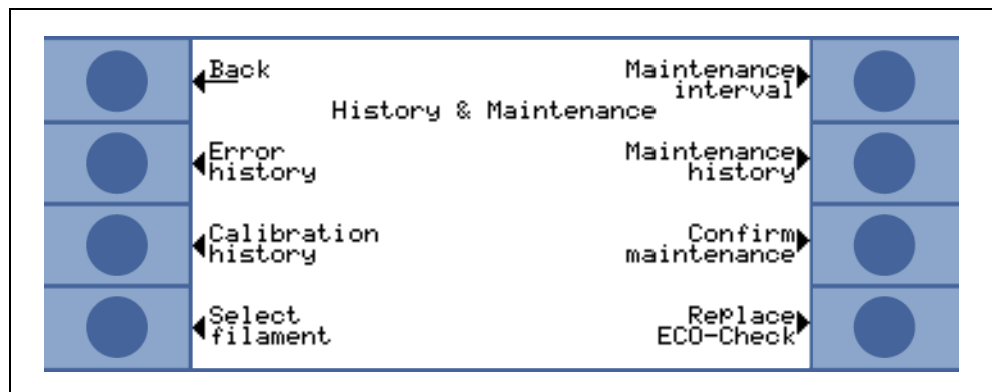 Back
Maintenance
interval
History & Maintenance
Error
history
Maintenance
history
Calibration
history
Confirm
maintenance
Select
filament
Replace
ECO-Check